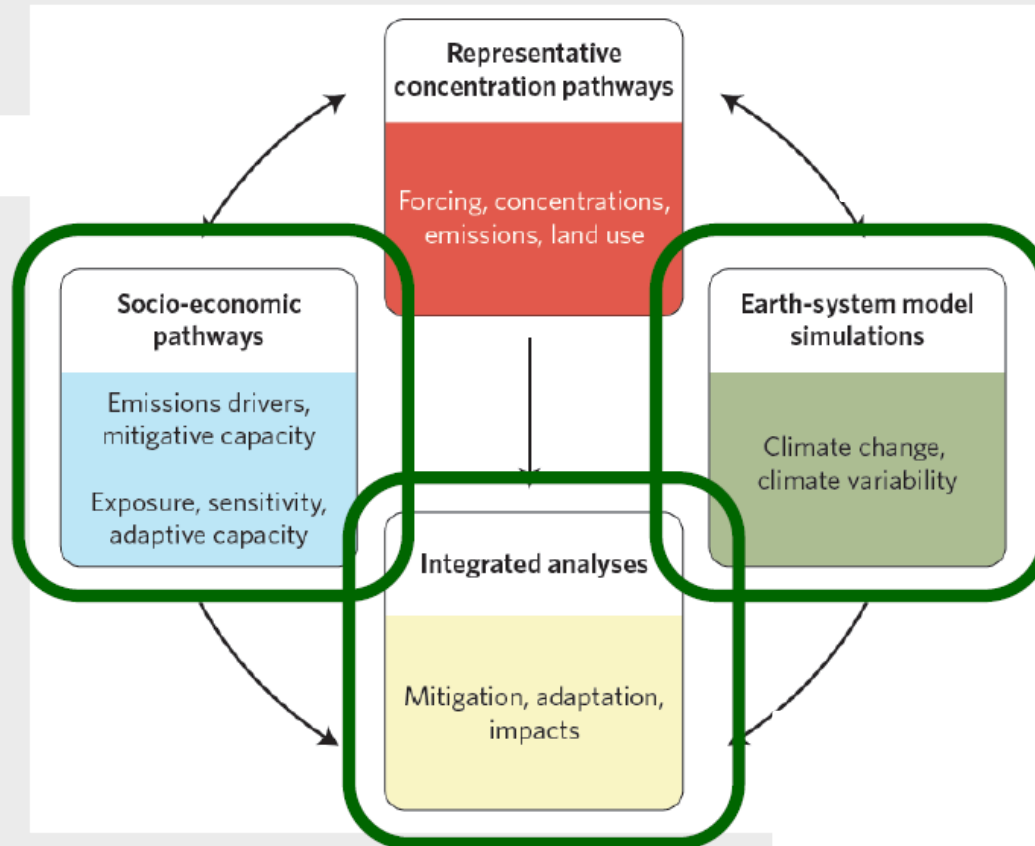 Representative
concentration pathways
Forcing, concentrations,
emissions, land use
Socio-economic
pathways
Emissions drivers,
mitigative capacity
Exposure, sensitivity,
adaptive capacity
Earth-system model
simulations
Climate change,
climate variability
Integrated analyses
Mitigation, adaptation,
impacts